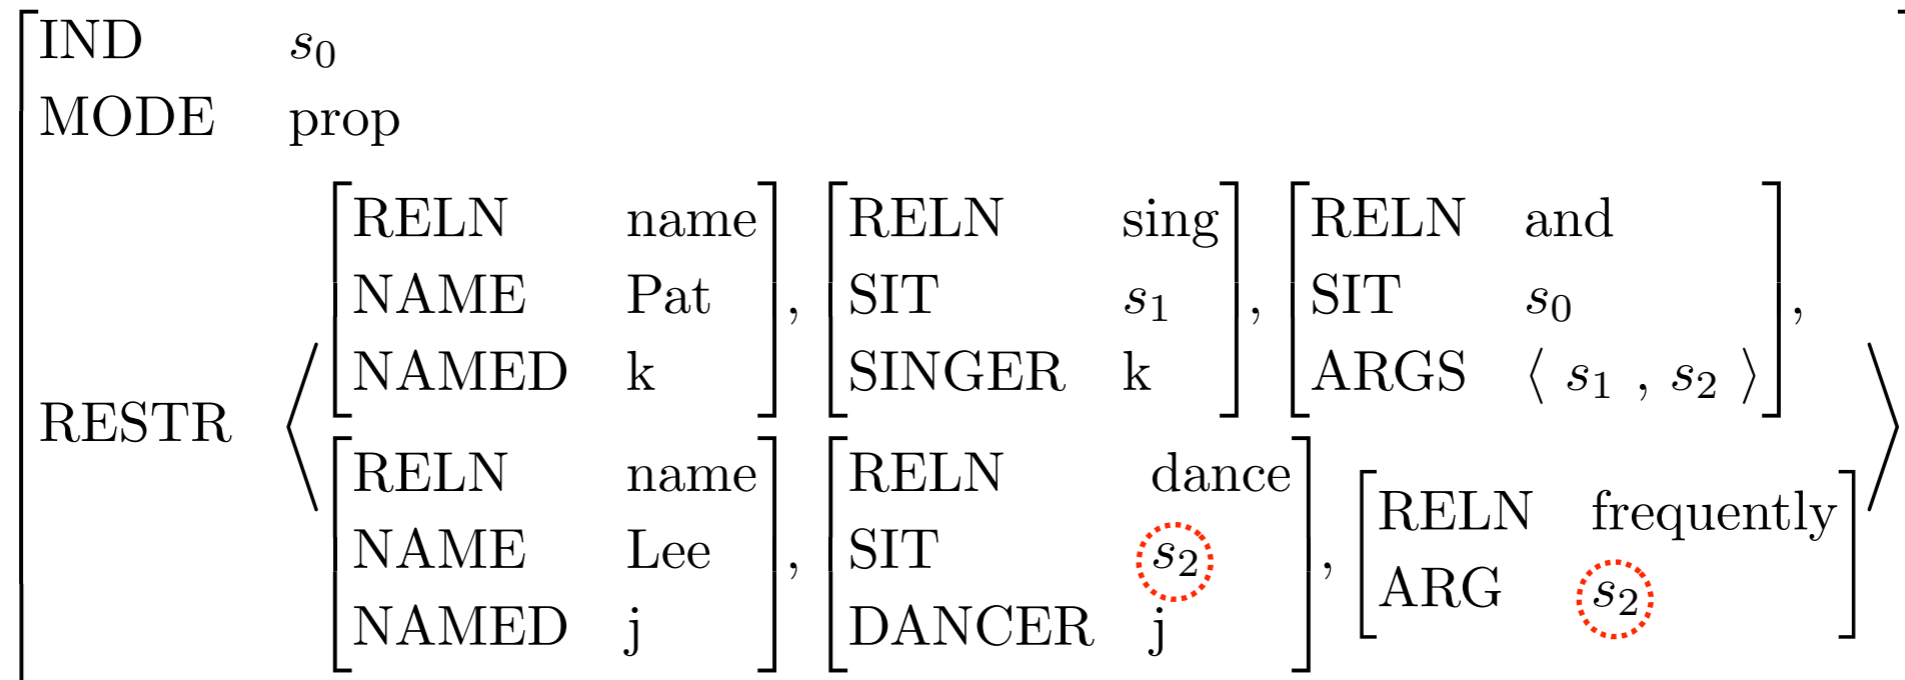 IND s₀
MODE prop
RELN name RELN sing RELN and
NAME Pat , SIT s₁ , SIT s₀ ,
NAMED k SINGER k ARGS ⟨ s₁ , s₂ ⟩
RESTR ⟨ ⟩
RELN name RELN dance RELN frequently
NAME Lee , SIT s₂ , ARG s₂
NAMED j DANCER j